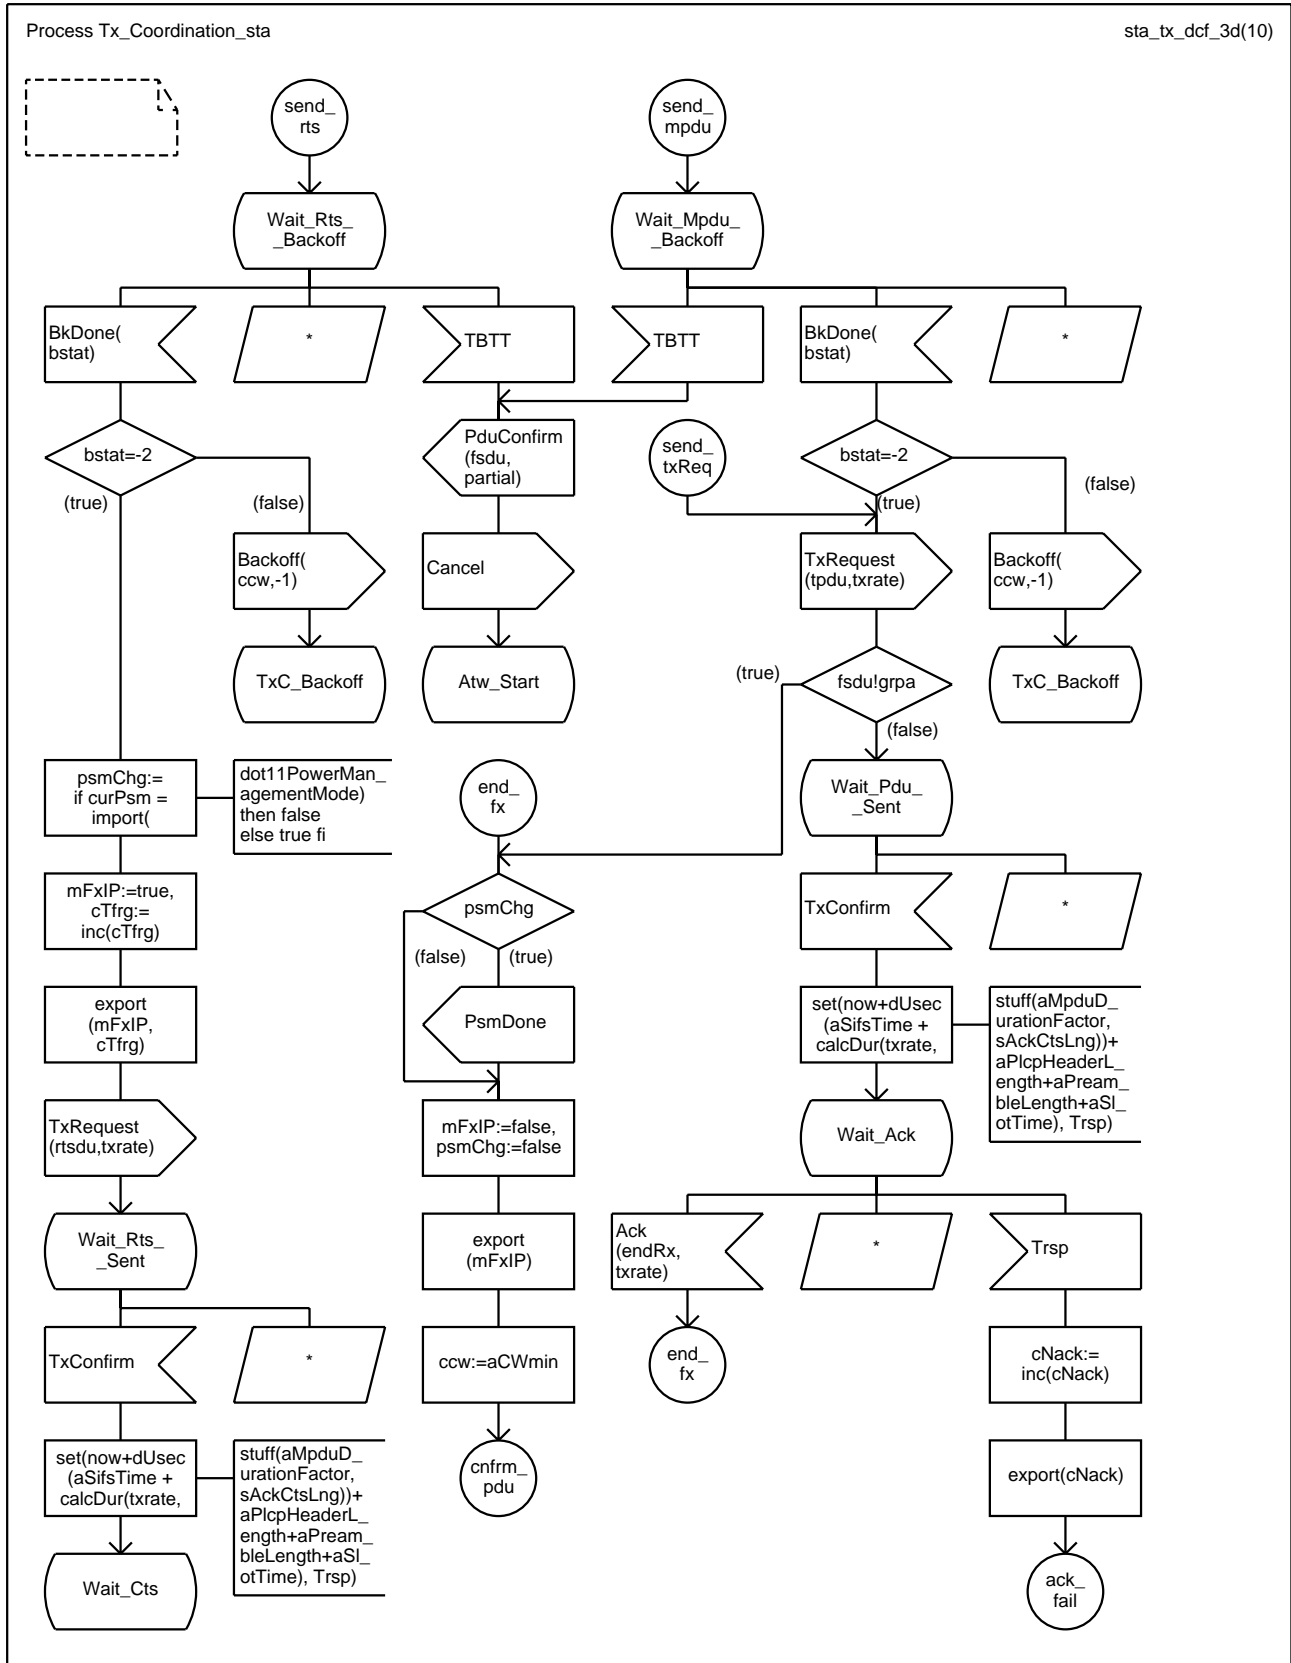 Process Tx_Coordination_sta
sta_tx_dcf_3d(10)
send_
rts
send_
mpdu
Wait_Rts_
_Backoff
Wait_Mpdu_
_Backoff
BkDone(
bstat)
*
TBTT
TBTT
BkDone(
bstat)
*
bstat=-2
PduConfirm
(fsdu,
partial)
send_
txReq
bstat=-2
(true)
(false)
(true)
(false)
Backoff(
ccw,-1)
Cancel
TxRequest
(tpdu,txrate)
Backoff(
ccw,-1)
TxC_Backoff
Atw_Start
(true)
fsdu!grpa
TxC_Backoff
(false)
psmChg:=
if curPsm =
import(
dot11PowerMan_
agementMode)
then false
else true fi
end_
fx
Wait_Pdu_
_Sent
mFxIP:=true,
cTfrg:=
inc(cTfrg)
psmChg
TxConfirm
*
(false)
(true)
export
(mFxIP,
cTfrg)
PsmDone
set(now+dUsec
(aSifsTime +
calcDur(txrate,
stuff(aMpduD_
urationFactor,
sAckCtsLng))+
aPlcpHeaderL_
ength+aPream_
bleLength+aSl_
otTime), Trsp)
TxRequest
(rtsdu,txrate)
mFxIP:=false,
psmChg:=false
Wait_Ack
Wait_Rts_
_Sent
export
(mFxIP)
Ack
(endRx,
txrate)
*
Trsp
TxConfirm
*
ccw:=aCWmin
end_
fx
cNack:=
inc(cNack)
set(now+dUsec
(aSifsTime +
calcDur(txrate,
stuff(aMpduD_
urationFactor,
sAckCtsLng))+
aPlcpHeaderL_
ength+aPream_
bleLength+aSl_
otTime), Trsp)
cnfrm_
pdu
export(cNack)
Wait_Cts
ack_
fail